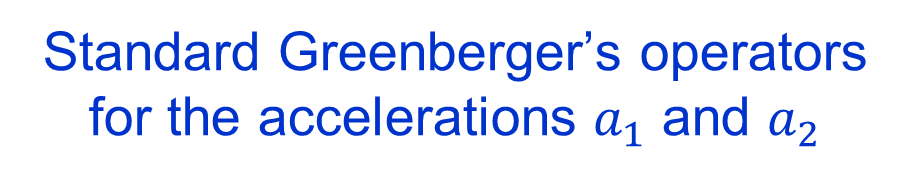 Standard Greenberger’s operators
for the accelerations 𝑎₁ and 𝑎₂